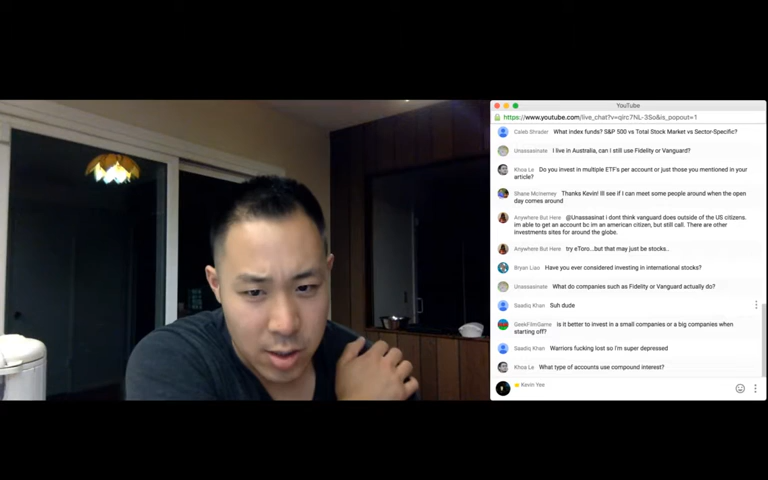 YouTube
https://www.youtube.com/live_chat?v=qirc7NL-3So&is_popout=1
Caleb Shrader What index funds? S&P 500 vs Total Stock Market vs Sector-Specific?
Unassasinate I live in Australia, can I still use Fidelity or Vanguard?
Khoa Le Do you invest in multiple ETF's per account or just those you mentioned in your
article?
Shane McInerney Thanks Kevin! Ill see if I can meet some people around when the open
day comes around
Anywhere But Here @Unassasinat i dont think vanguard does outside of the US citizens.
im able to get an account bc im an american citizen, but still call. There are other
investments sites for around the globe.
Anywhere But Here try eToro...but that may just be stocks..
Bryan Liao Have you ever considered investing in international stocks?
Unassasinate What do companies such as Fidelity or Vanguard actually do?
Saadiq Khan Suh dude
GeekFilmGame Is it better to invest in a small companies or a big companies when
starting off?
Saadiq Khan Warriors fucking lost so I'm super depressed
Khoa Le What type of accounts use compound interest?
Kevin Yee